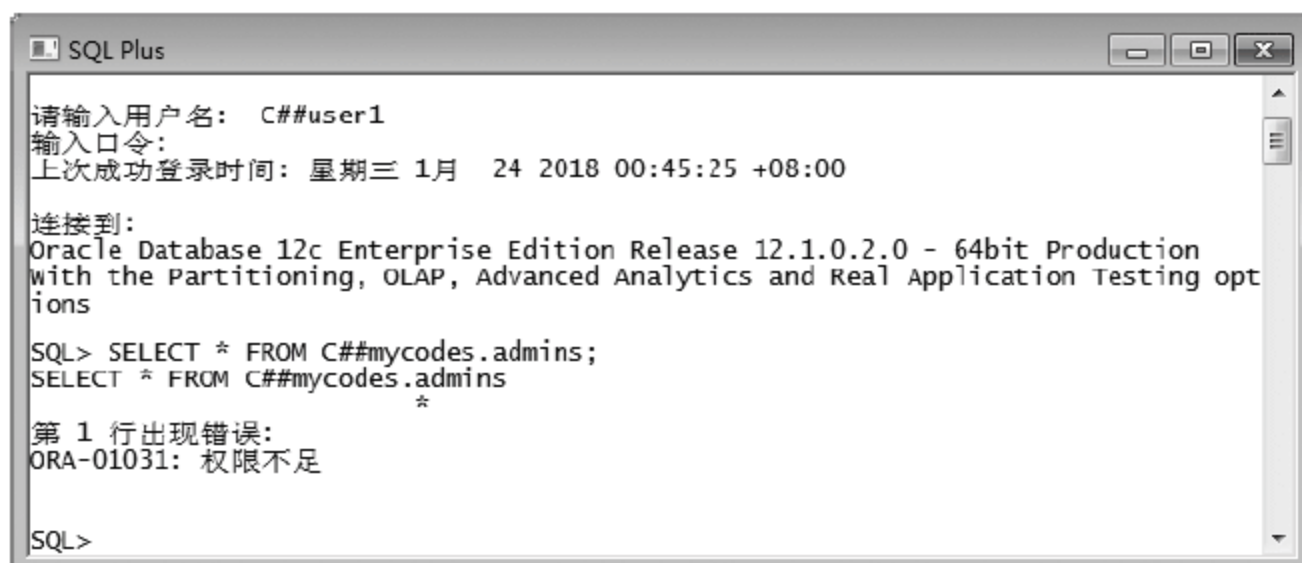 SQL Plus
请输入用户名:  C##user1
输入口令:
上次成功登录时间: 星期三 1月  24 2018 00:45:25 +08:00
连接到:
Oracle Database 12c Enterprise Edition Release 12.1.0.2.0 - 64bit Production
With the Partitioning, OLAP, Advanced Analytics and Real Application Testing opt
ions
SQL> SELECT * FROM C##mycodes.admins;
SELECT * FROM C##mycodes.admins
*
第 1 行出现错误:
ORA-01031: 权限不足
SQL>